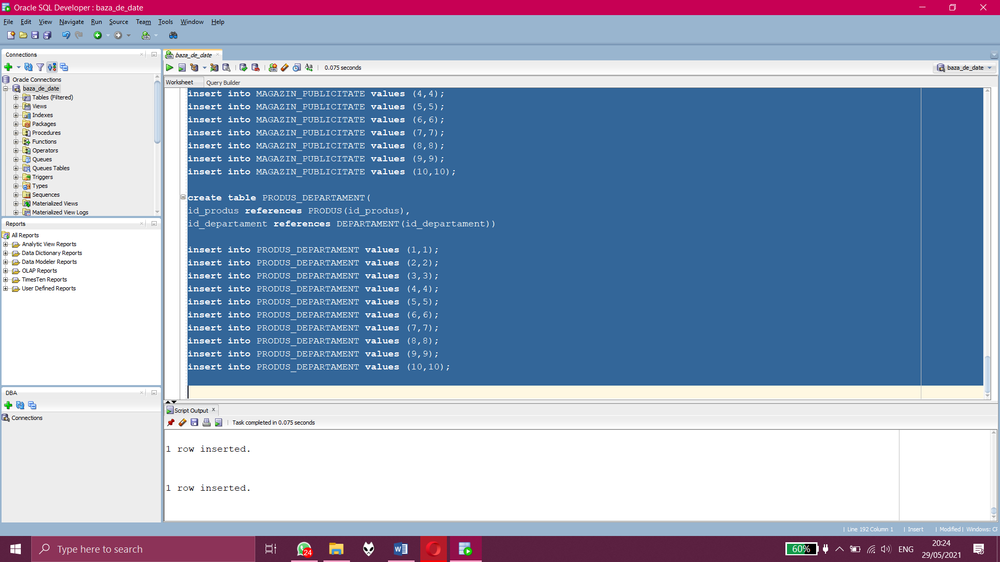 Oracle SQL Developer : baza_de_date
File Edit View Navigate Run Source Team Tools Window Help
Connections
Oracle Connections
baza_de_date
Tables (Filtered)
Views
Indexes
Packages
Procedures
Functions
Operators
Queues
Queues Tables
Triggers
Types
Sequences
Materialized Views
Materialized View Logs
Reports
All Reports
Analytic View Reports
Data Dictionary Reports
Data Modeler Reports
OLAP Reports
TimesTen Reports
User Defined Reports
DBA
Connections
baza_de_date
0.075 seconds
baza_de_date
Worksheet Query Builder
insert into MAGAZIN_PUBLICITATE values (4,4);
insert into MAGAZIN_PUBLICITATE values (5,5);
insert into MAGAZIN_PUBLICITATE values (6,6);
insert into MAGAZIN_PUBLICITATE values (7,7);
insert into MAGAZIN_PUBLICITATE values (8,8);
insert into MAGAZIN_PUBLICITATE values (9,9);
insert into MAGAZIN_PUBLICITATE values (10,10);
create table PRODUS_DEPARTAMENT(
id_produs references PRODUS(id_produs),
id_departament references DEPARTAMENT(id_departament))
insert into PRODUS_DEPARTAMENT values (1,1);
insert into PRODUS_DEPARTAMENT values (2,2);
insert into PRODUS_DEPARTAMENT values (3,3);
insert into PRODUS_DEPARTAMENT values (4,4);
insert into PRODUS_DEPARTAMENT values (5,5);
insert into PRODUS_DEPARTAMENT values (6,6);
insert into PRODUS_DEPARTAMENT values (7,7);
insert into PRODUS_DEPARTAMENT values (8,8);
insert into PRODUS_DEPARTAMENT values (9,9);
insert into PRODUS_DEPARTAMENT values (10,10);
Script Output
Task completed in 0.075 seconds
1 row inserted.
1 row inserted.
Line 192 Column 1 Insert Modified Windows: CF
Type here to search
24
60%
ENG
20:24
29/05/2021